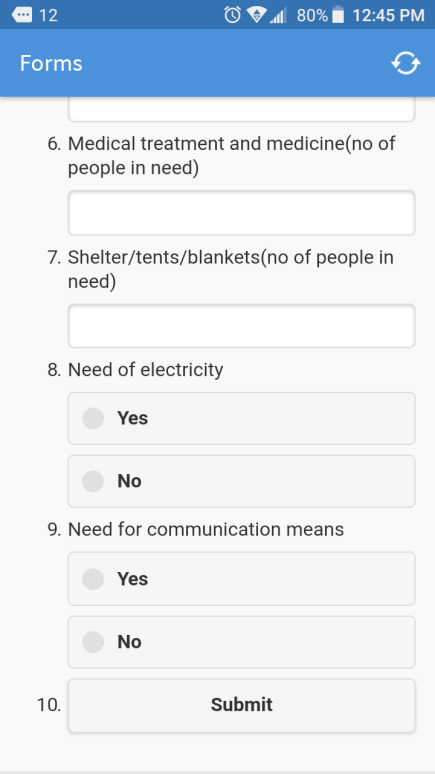 12
80%
12:45 PM
Forms
6. Medical treatment and medicine(no of
people in need)
7. Shelter/tents/blankets(no of people in
need)
8. Need of electricity
Yes
No
9. Need for communication means
Yes
No
10. Submit